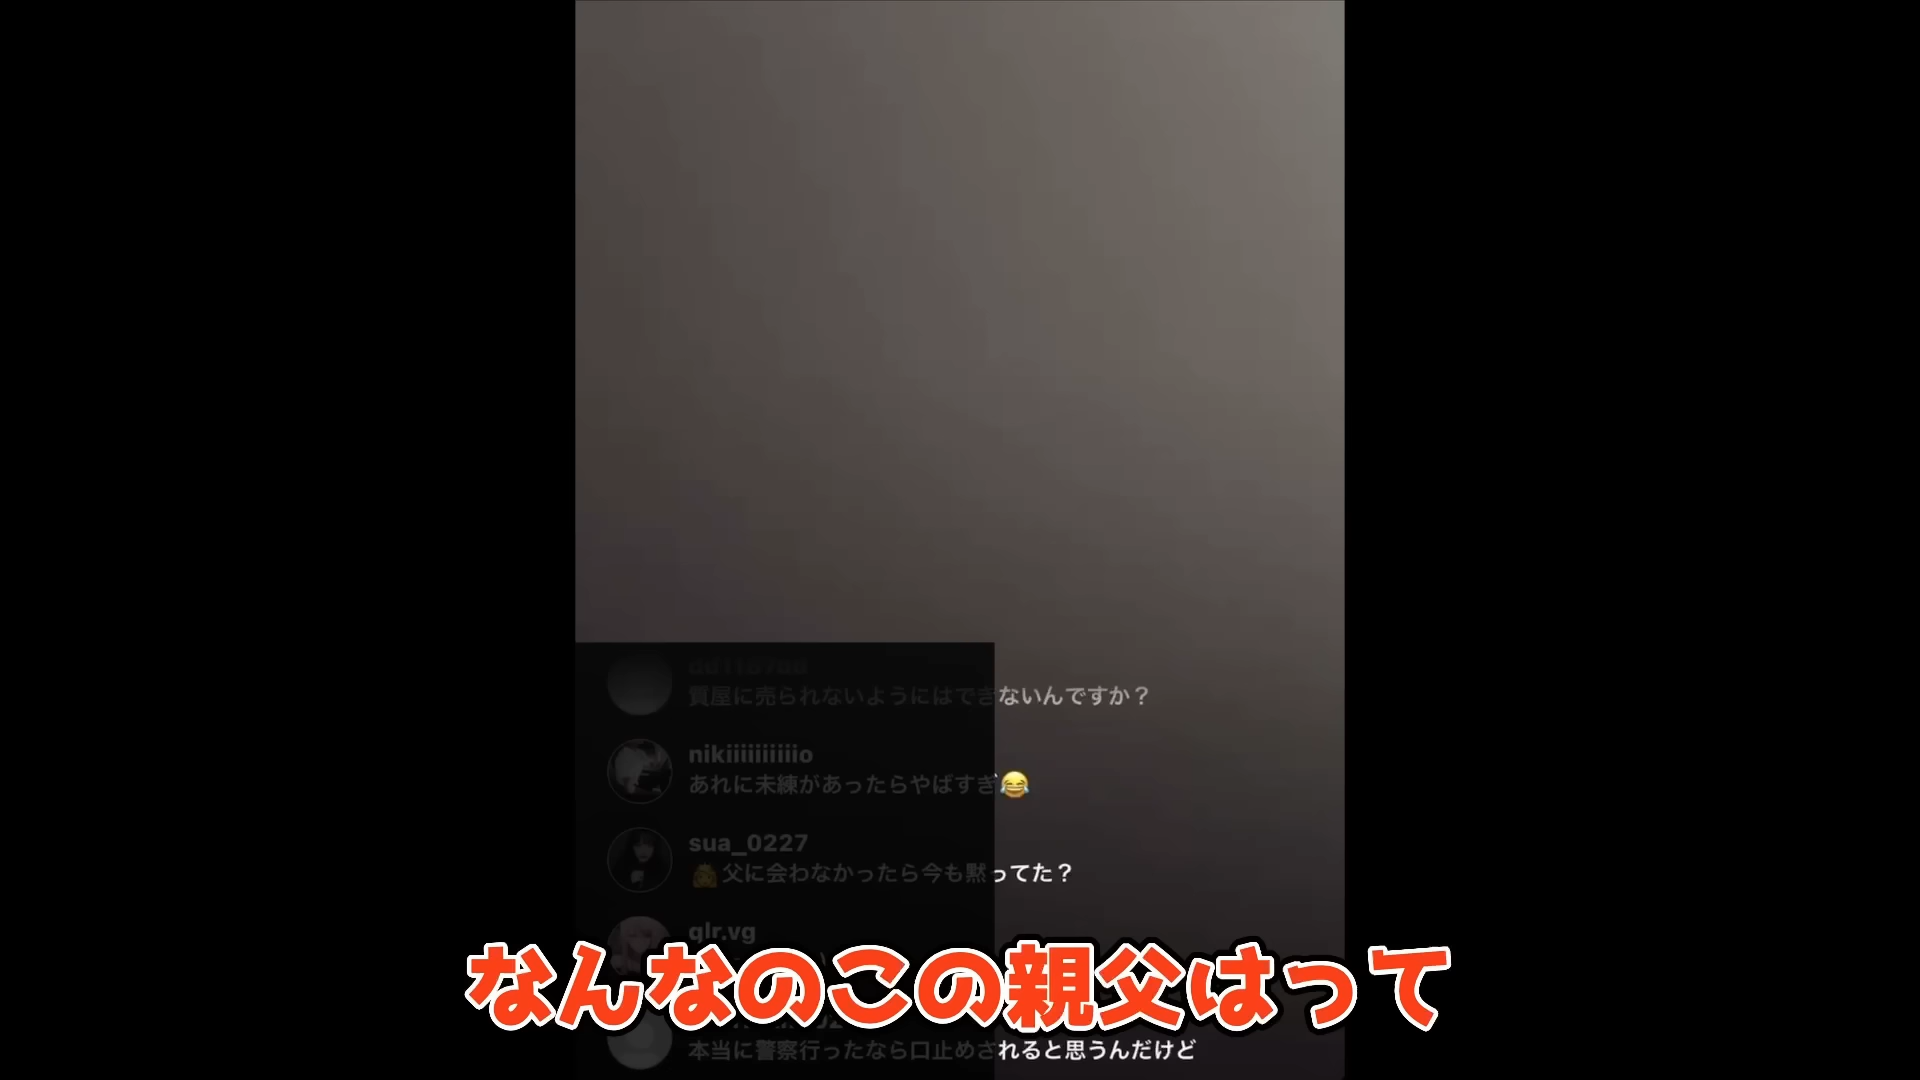 質屋に売られないようにはできないんですか？
nikiiiiiiiiiio
あれに未練があったらやばすぎ😂
sua_0227
🙍父に会わなかったら今も黙ってた？
glr.vg
なんなのこの親父はって
本当に警察行ったなら口止めされると思うんだけど